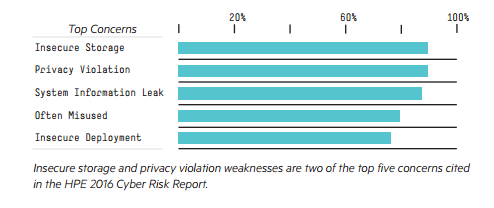 20% 60% 100%
Top Concerns
Insecure Storage
Privacy Violation
System Information Leak
Often Misused
Insecure Deployment
Insecure storage and privacy violation weaknesses are two of the top five concerns cited
in the HPE 2016 Cyber Risk Report.